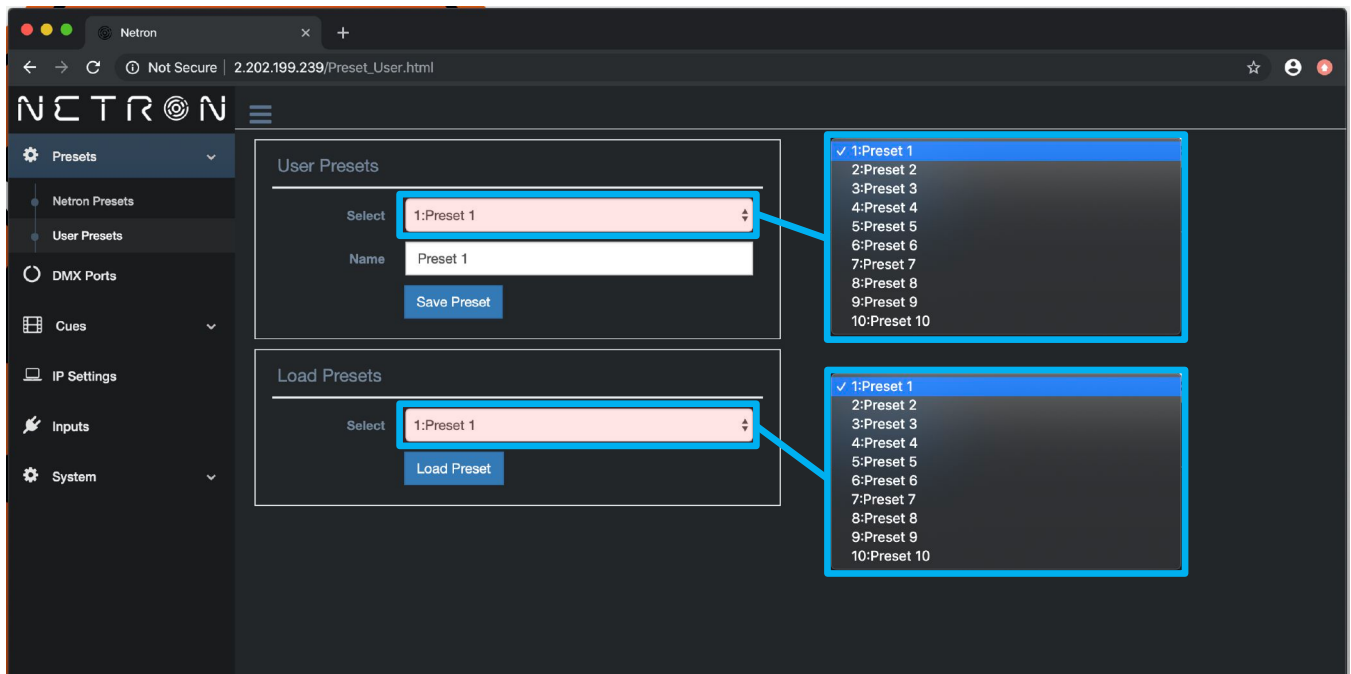 Netron
Not Secure | 2.202.199.239/Preset_User.html
NETRON
Presets
Netron Presets
User Presets
DMX Ports
Cues
IP Settings
Inputs
System
User Presets
Select 1:Preset 1
Name Preset 1
Save Preset
✓ 1:Preset 1
2:Preset 2
3:Preset 3
4:Preset 4
5:Preset 5
6:Preset 6
7:Preset 7
8:Preset 8
9:Preset 9
10:Preset 10
Load Presets
Select 1:Preset 1
Load Preset
✓ 1:Preset 1
2:Preset 2
3:Preset 3
4:Preset 4
5:Preset 5
6:Preset 6
7:Preset 7
8:Preset 8
9:Preset 9
10:Preset 10